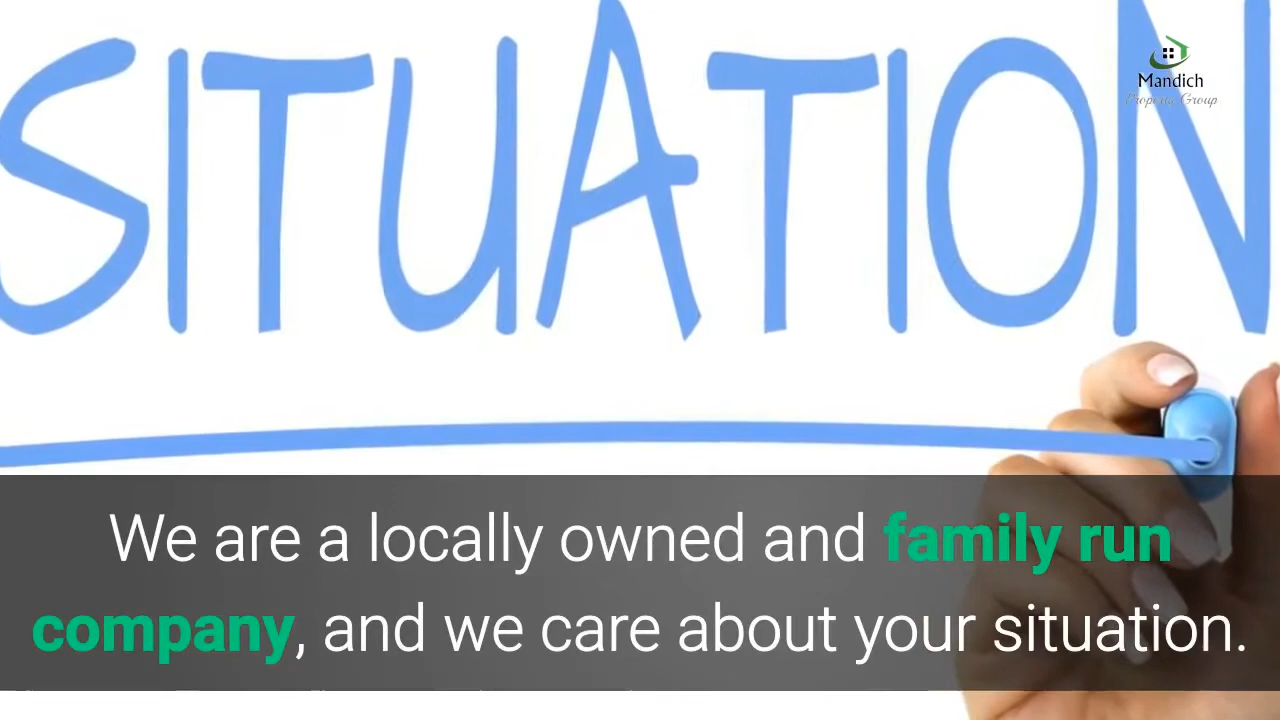 SITUATION
Mandich
Property Group
We are a locally owned and family run
company, and we care about your situation.